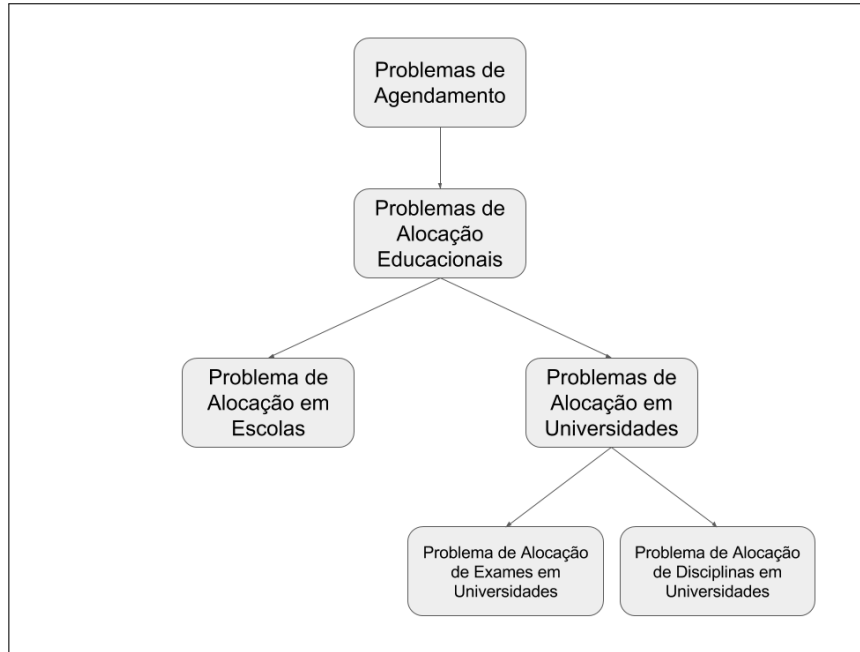 Problemas de
Agendamento
Problemas de
Alocação
Educacionais
Problema de
Alocação em
Escolas
Problemas de
Alocação em
Universidades
Problema de Alocação
de Exames em
Universidades
Problema de Alocação
de Disciplinas em
Universidades